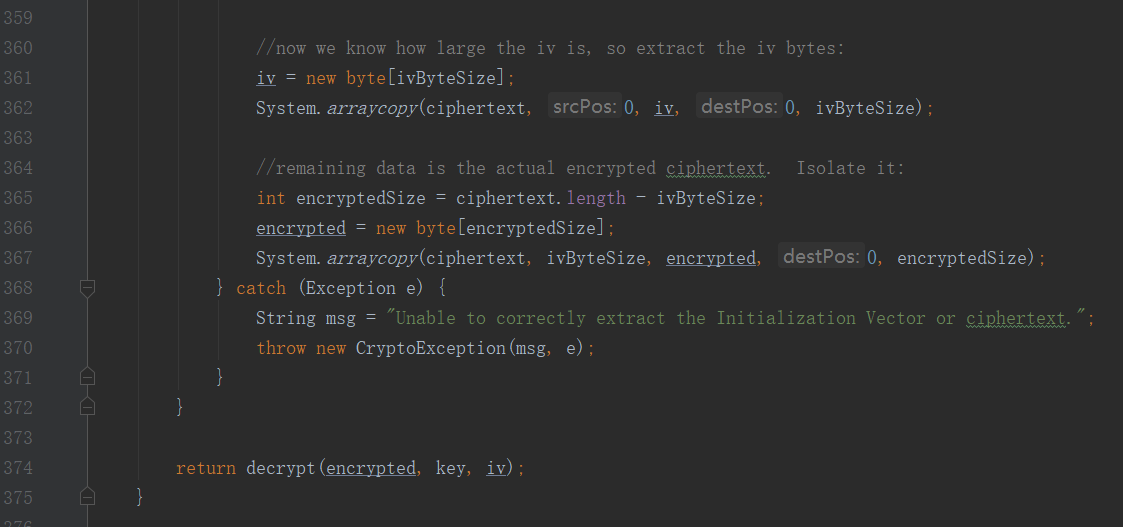 359
360 //now we know how large the iv is, so extract the iv bytes:
361 iv = new byte[ivByteSize];
362 System.arraycopy(ciphertext, srcPos: 0, iv, destPos: 0, ivByteSize);
363
364 //remaining data is the actual encrypted ciphertext.  Isolate it:
365 int encryptedSize = ciphertext.length - ivByteSize;
366 encrypted = new byte[encryptedSize];
367 System.arraycopy(ciphertext, ivByteSize, encrypted, destPos: 0, encryptedSize);
368 } catch (Exception e) {
369 String msg = "Unable to correctly extract the Initialization Vector or ciphertext.";
370 throw new CryptoException(msg, e);
371 }
372 }
373
374 return decrypt(encrypted, key, iv);
375 }